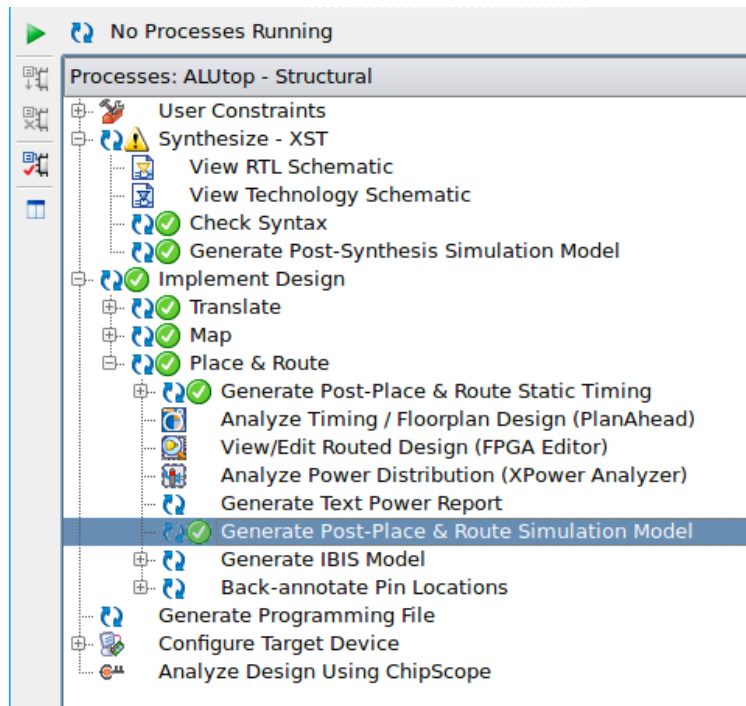 No Processes Running
Processes: ALUtop - Structural
User Constraints
Synthesize - XST
View RTL Schematic
View Technology Schematic
Check Syntax
Generate Post-Synthesis Simulation Model
Implement Design
Translate
Map
Place & Route
Generate Post-Place & Route Static Timing
Analyze Timing / Floorplan Design (PlanAhead)
View/Edit Routed Design (FPGA Editor)
Analyze Power Distribution (XPower Analyzer)
Generate Text Power Report
Generate Post-Place & Route Simulation Model
Generate IBIS Model
Back-annotate Pin Locations
Generate Programming File
Configure Target Device
Analyze Design Using ChipScope